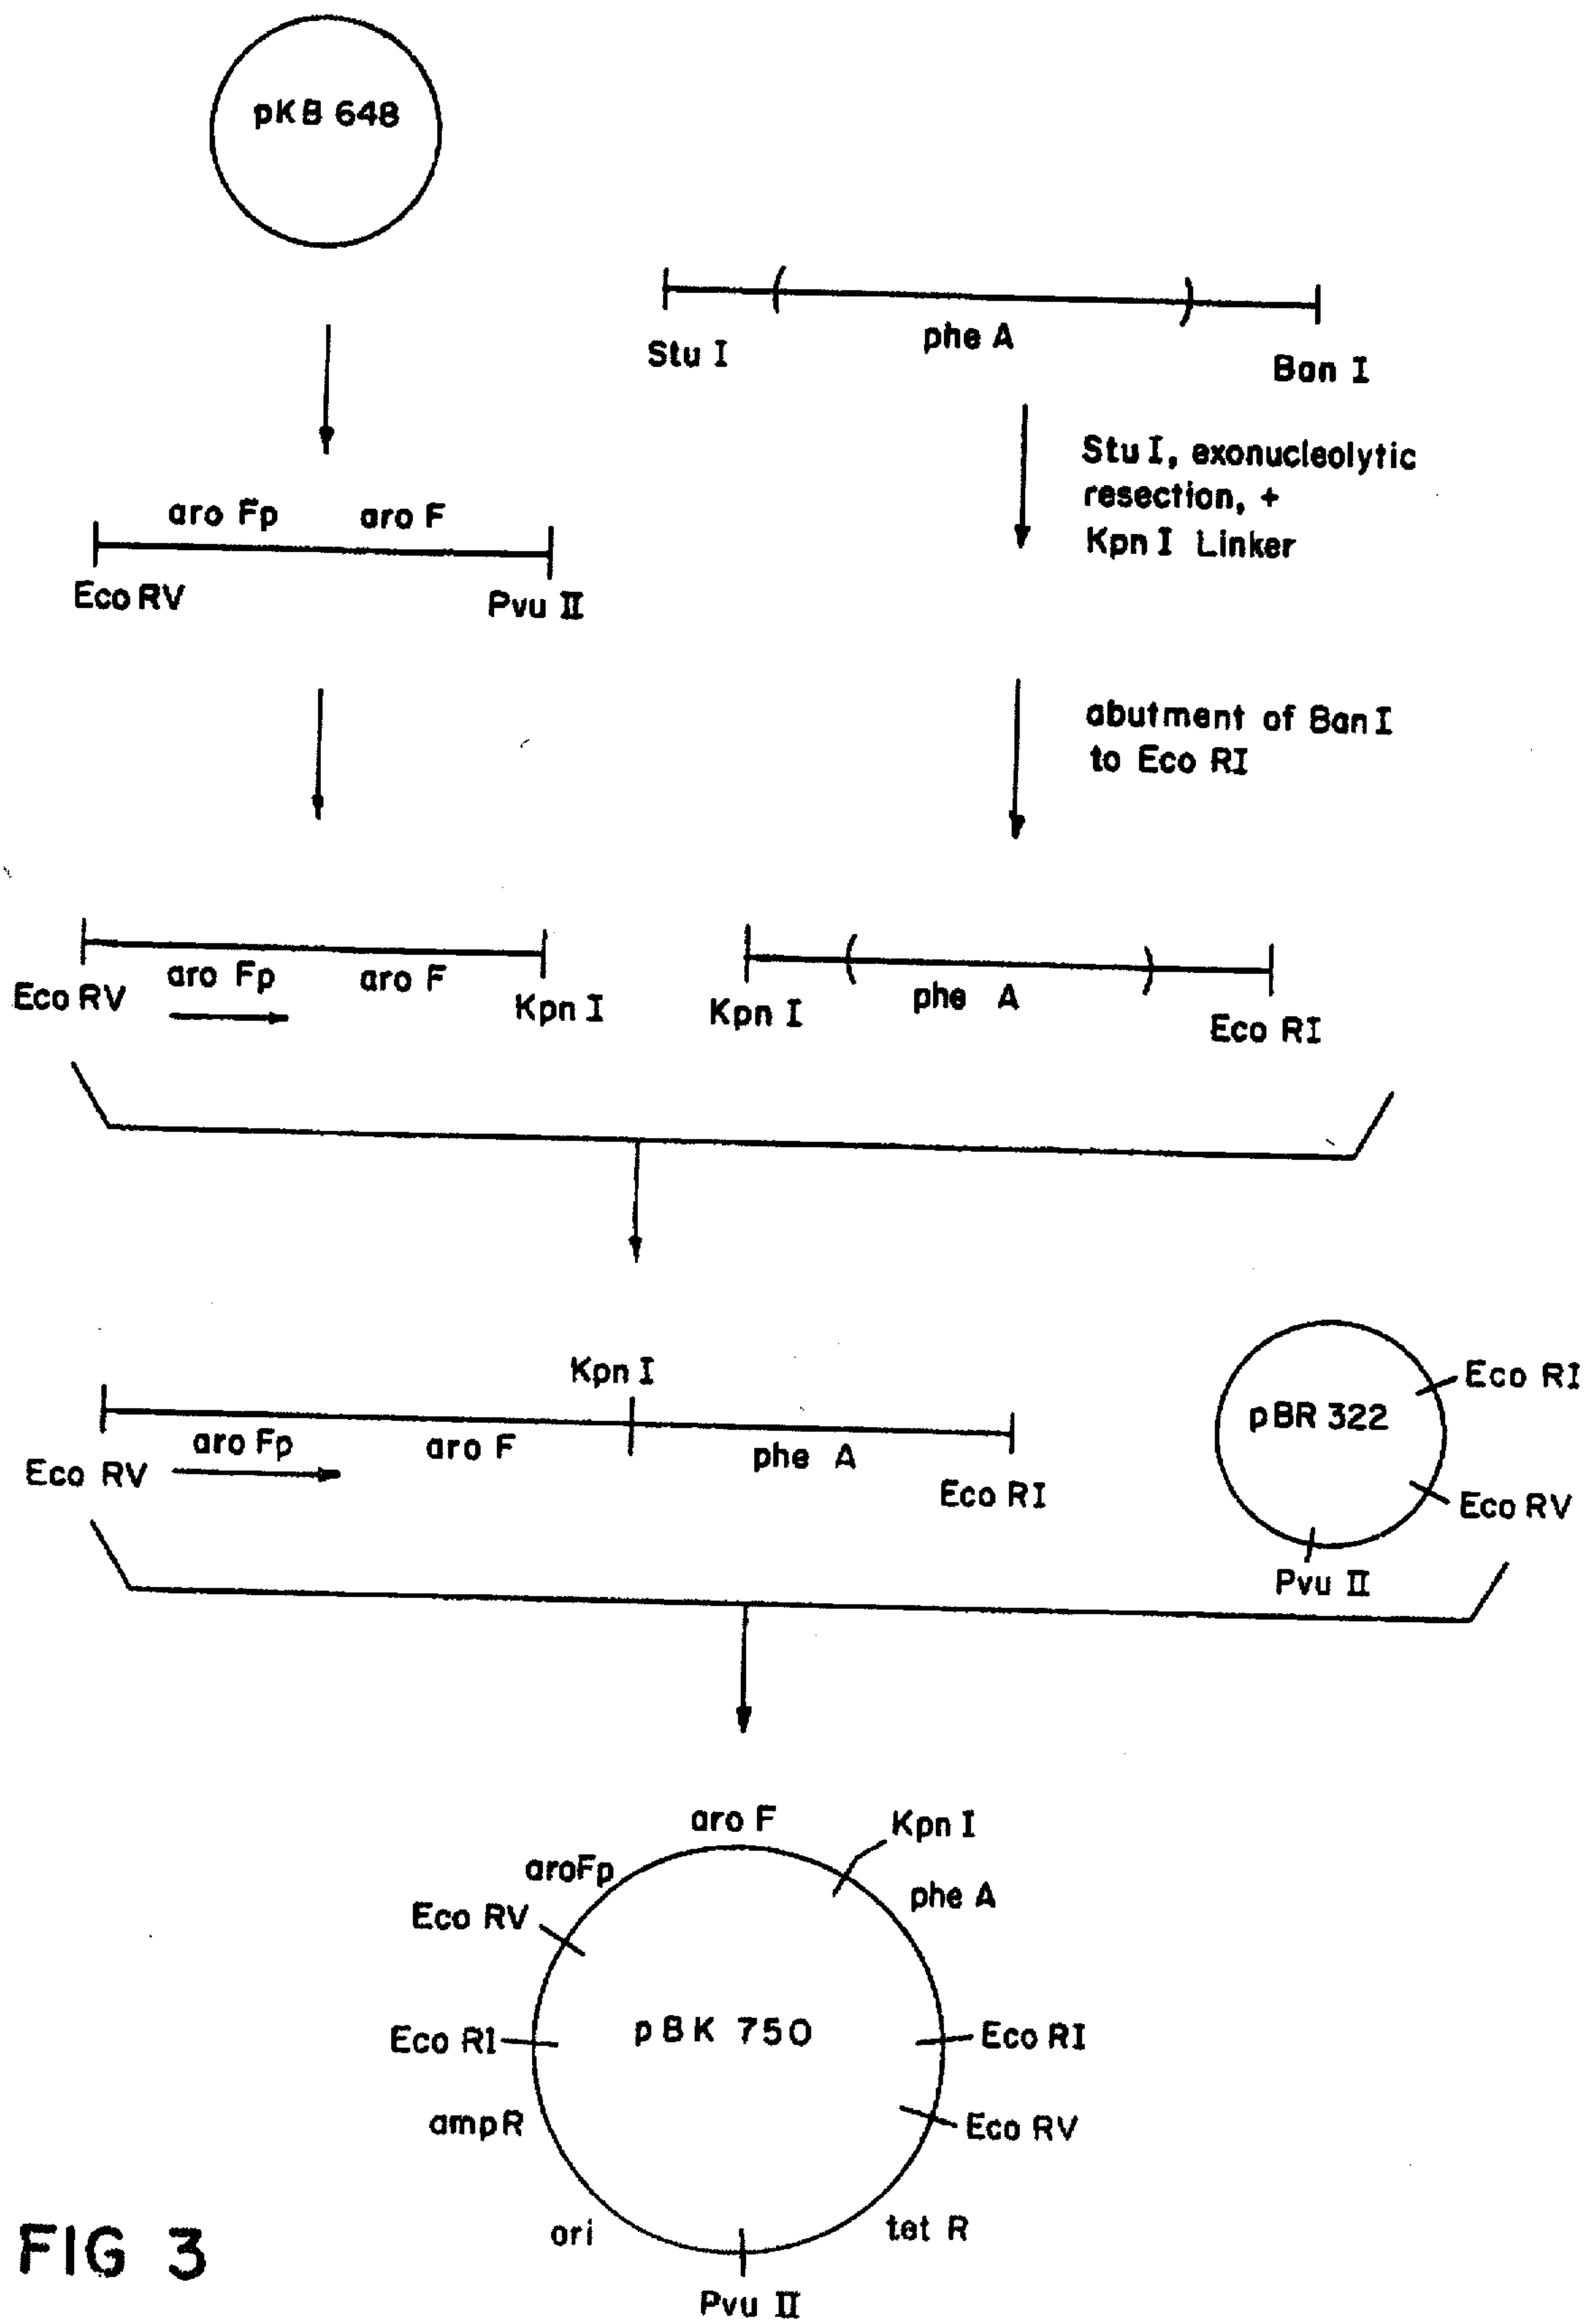 pKB 648
Stu I
phe A
Ban I
Stu I, exonucleolytic
resection, +
Kpn I Linker
aro Fp
aro F
Eco RV
Pvu II
abutment of Ban I
to Eco RI
Eco RV
aro Fp
aro F
Kpn I
Kpn I
phe A
Eco RI
Kpn I
Eco RV
aro Fp
aro F
phe A
Eco RI
pBR 322
Eco RI
Eco RV
Pvu II
aro F
Kpn I
aroFp
phe A
Eco RV
Eco RI
pBK 750
Eco RI
ampR
Eco RV
ori
tet R
Pvu II
FIG 3